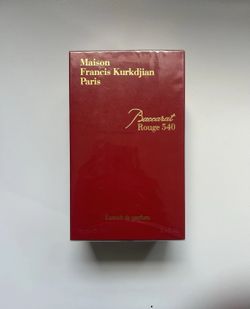 Maison
Francis Kurkdjian
Paris
Baccarat
Rouge 540
Extrait de parfum